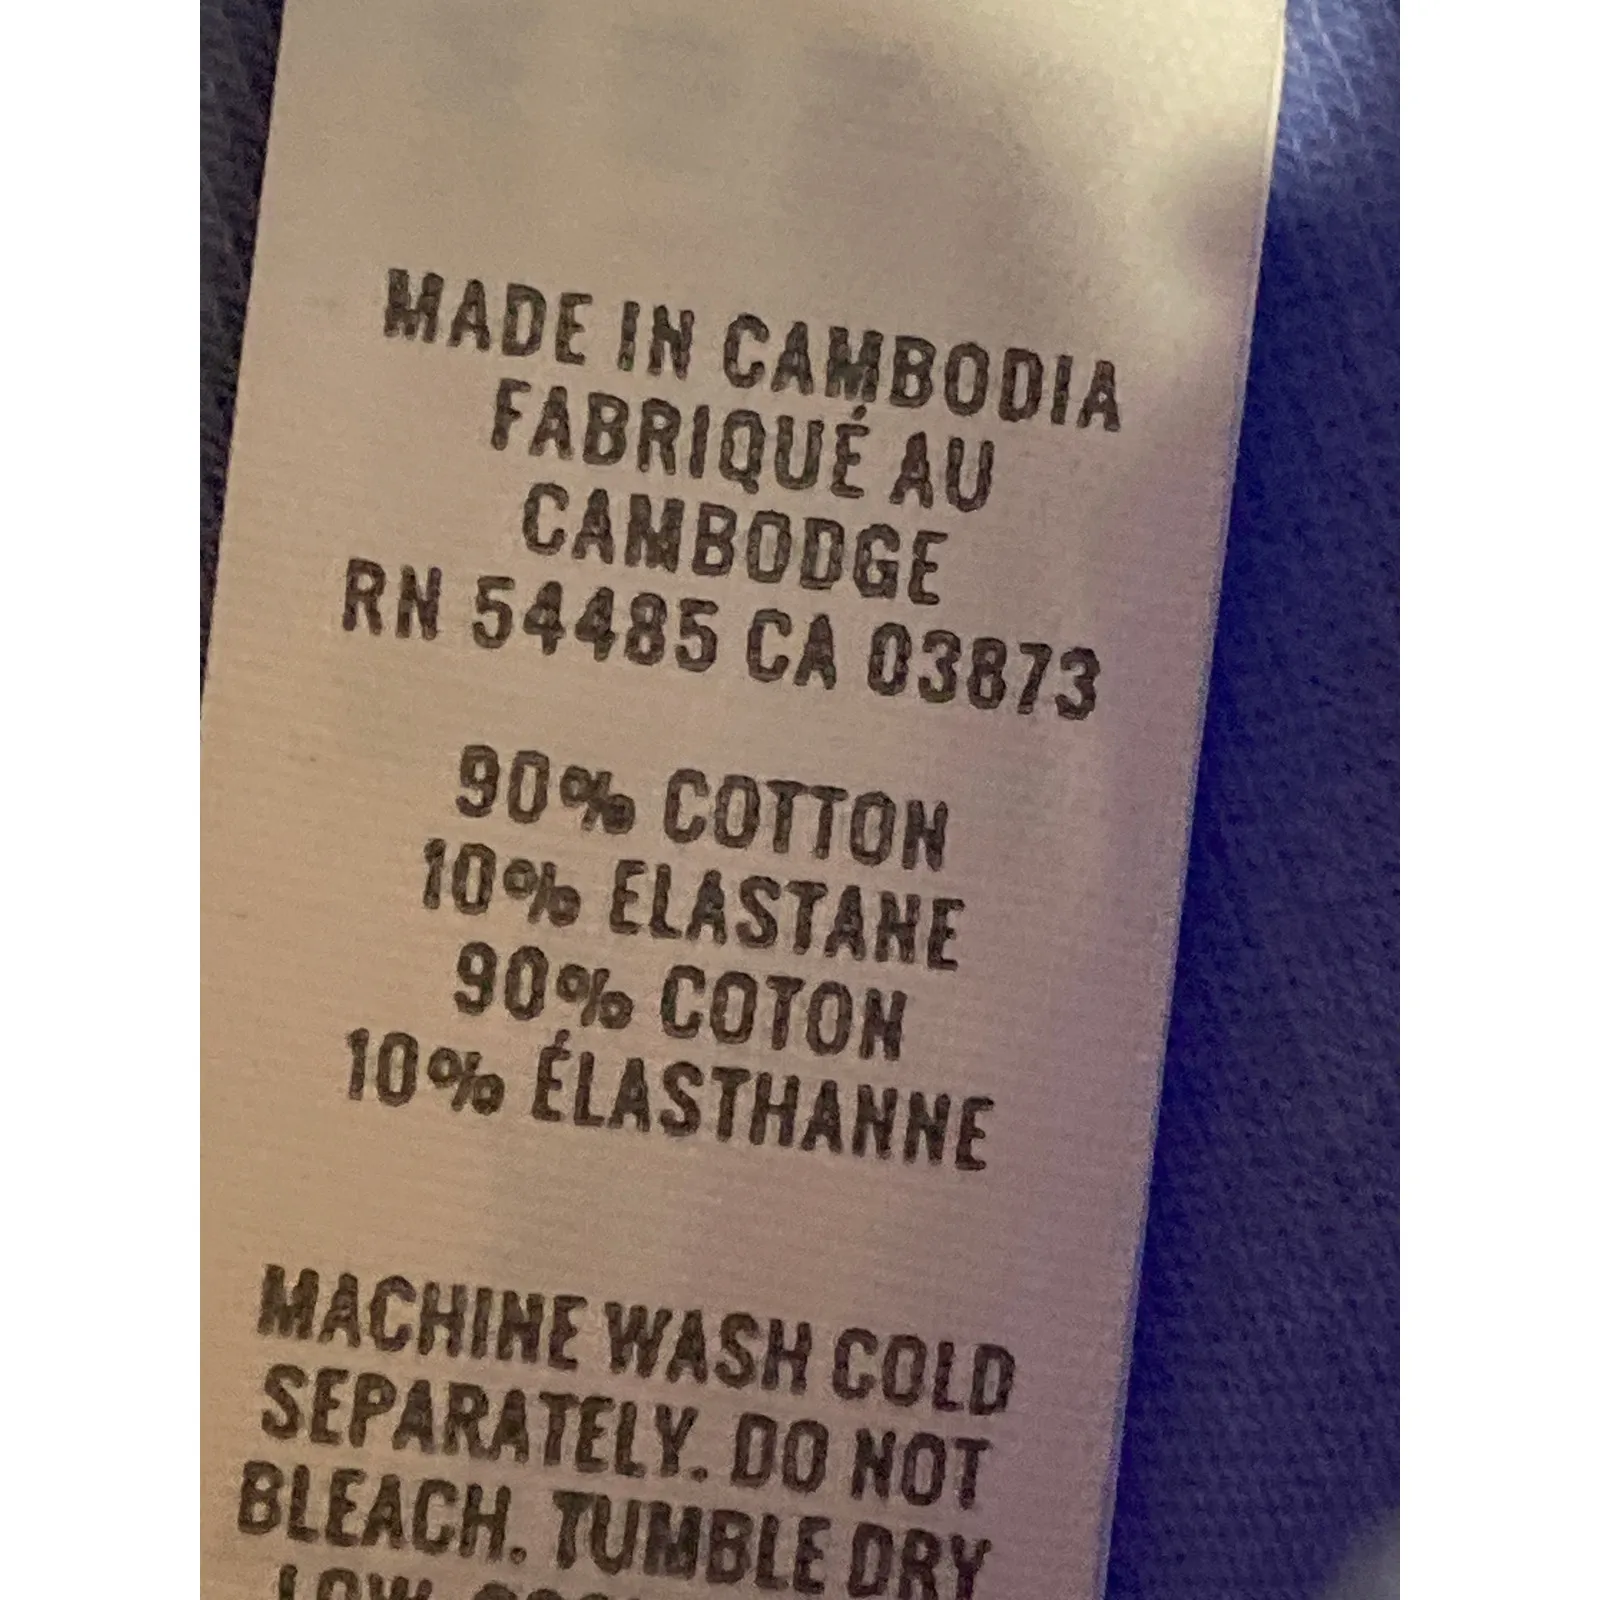 MADE IN CAMBODIA
FABRIQUÉ AU
CAMBODGE
RN 54485 CA 03873
90% COTTON
10% ELASTANE
90% COTON
10% ÉLASTHANNE
MACHINE WASH COLD
SEPARATELY. DO NOT
BLEACH. TUMBLE DRY
LOW.